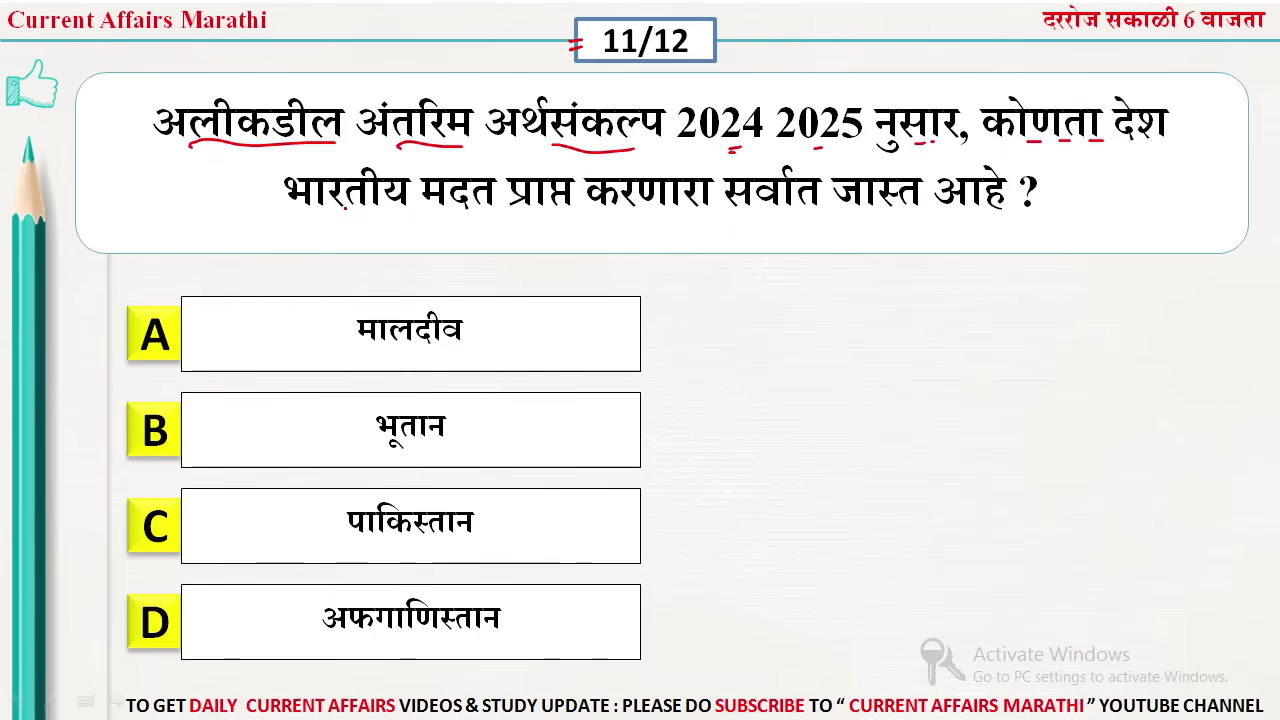 Current Affairs Marathi
दररोज सकाळी 6 वाजता
11/12
अलीकडील अंतरिम अर्थसंकल्प 2024 2025 नुसार, कोणता देश
भारतीय मदत प्राप्त करणारा सर्वात जास्त आहे ?
A मालदीव
B भूतान
C पाकिस्तान
D अफगाणिस्तान
Activate Windows
Go to PC settings to activate Windows.
TO GET DAILY CURRENT AFFAIRS VIDEOS & STUDY UPDATE : PLEASE DO SUBSCRIBE TO “ CURRENT AFFAIRS MARATHI ” YOUTUBE CHANNEL